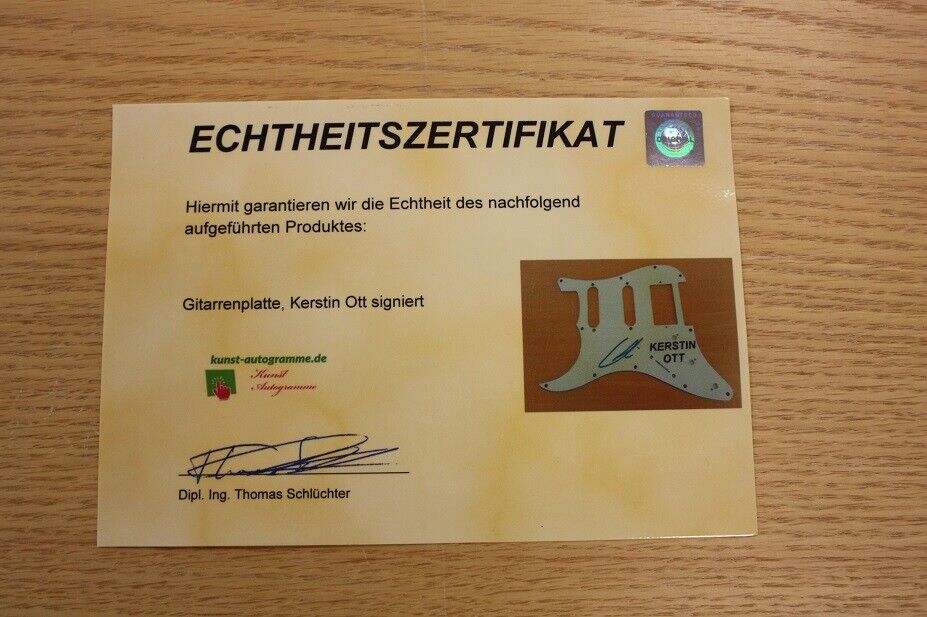 ECHTHEITSZERTIFIKAT
Hiermit garantieren wir die Echtheit des nachfolgend
aufgeführten Produktes:
Gitarrenplatte, Kerstin Ott signiert
KERSTIN
OTT
kunst-autogramme.de
Kunst
Autogramme
Dipl. Ing. Thomas Schlüchter